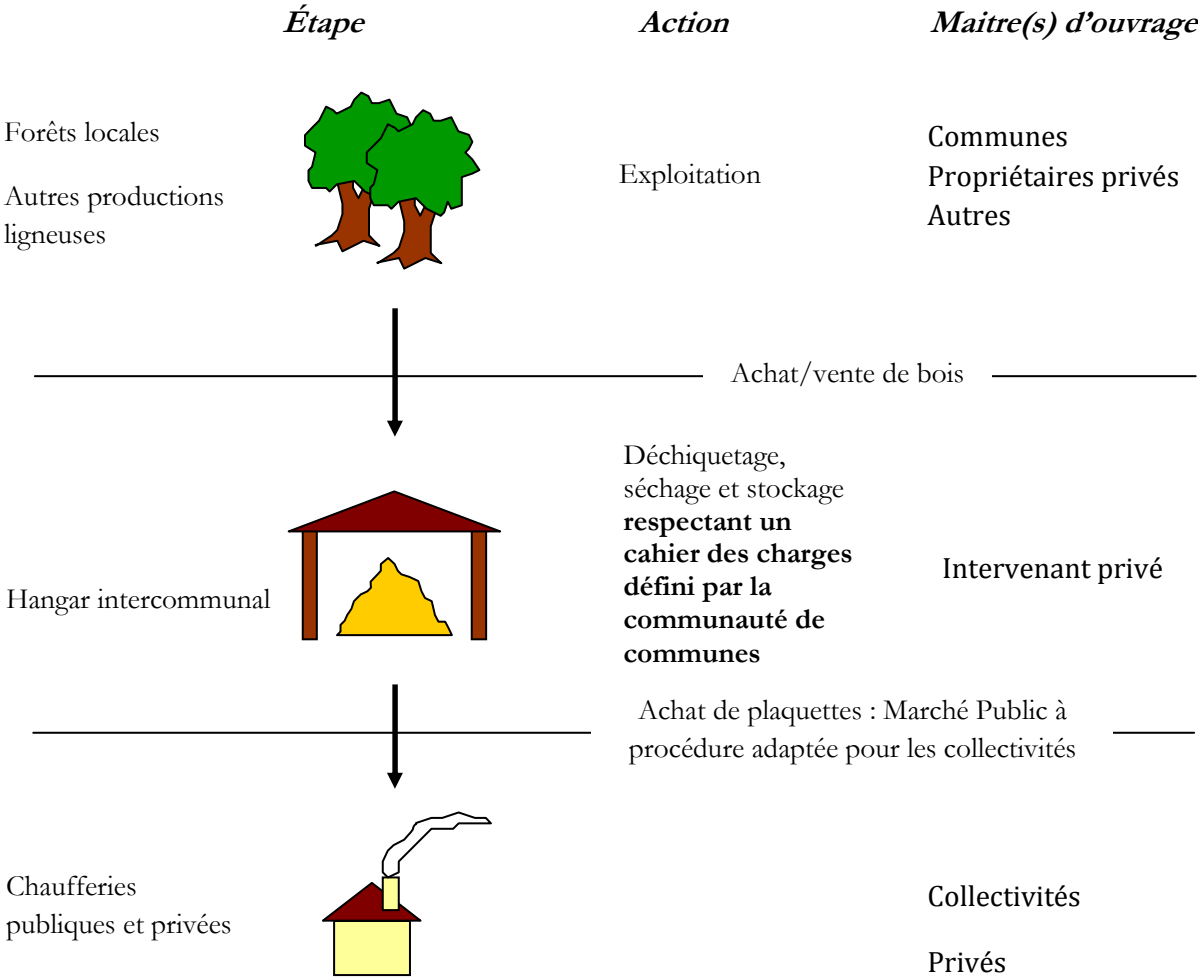 Étape Action Maitre(s) d'ouvrage
Forêts locales
Autres productions
ligneuses
Exploitation
Communes
Propriétaires privés
Autres
Achat/vente de bois
Hangar intercommunal
Déchiquetage,
séchage et stockage
respectant un
cahier des charges
défini par la
communauté de
communes
Intervenant privé
Achat de plaquettes : Marché Public à
procédure adaptée pour les collectivités
Chaufferies
publiques et privées
Collectivités
Privés